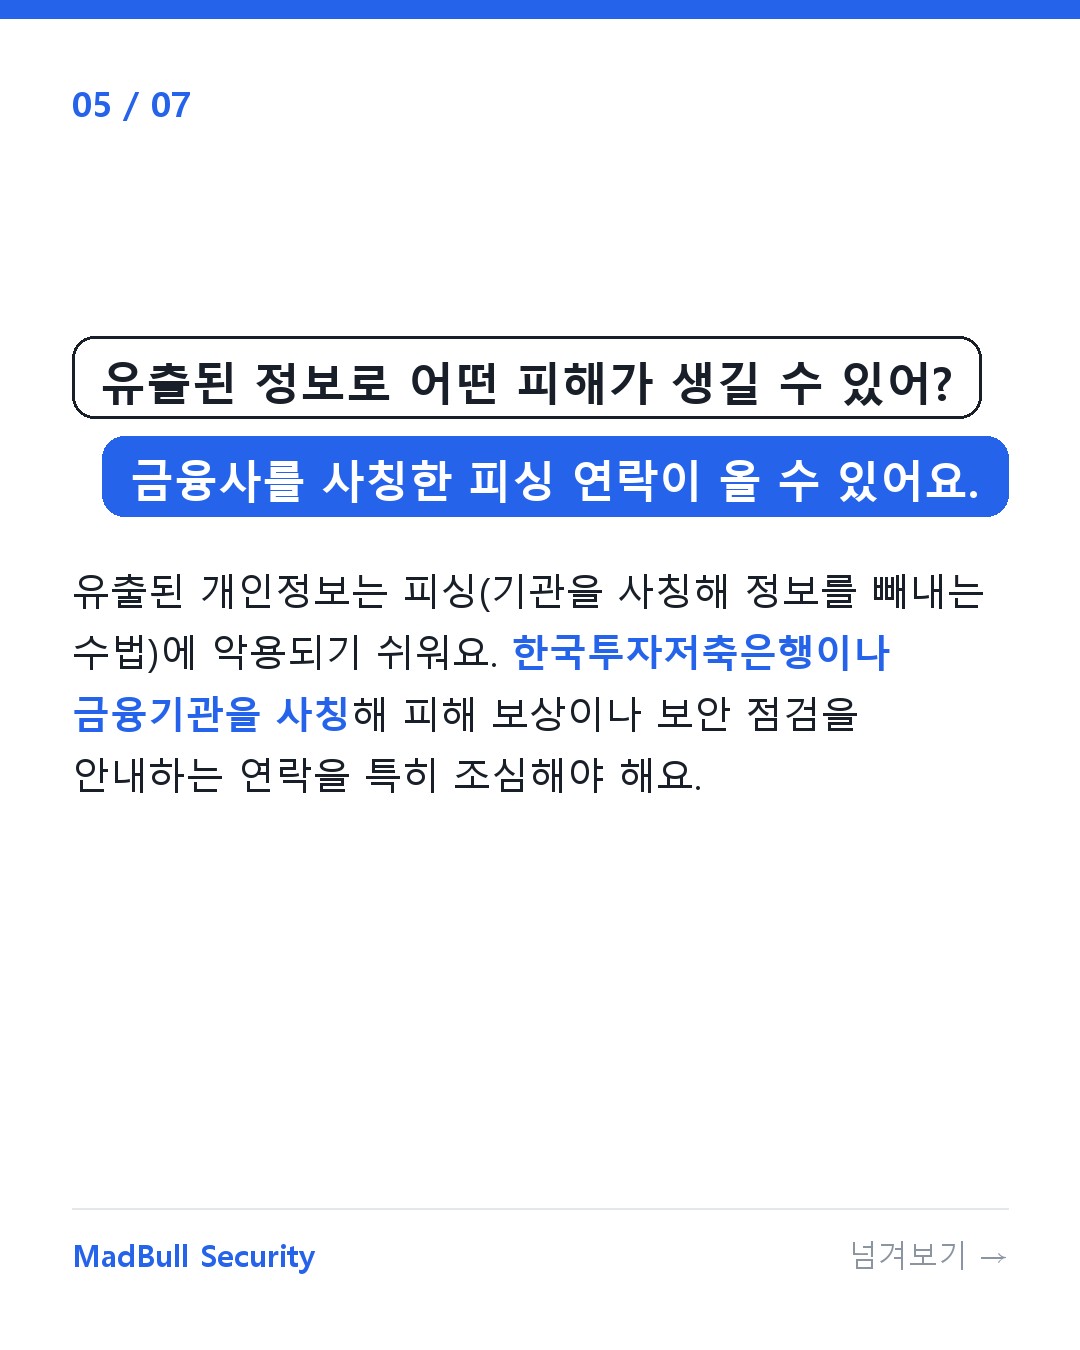 05 / 07
유출된 정보로 어떤 피해가 생길 수 있어?
금융사를 사칭한 피싱 연락이 올 수 있어요.
유출된 개인정보는 피싱(기관을 사칭해 정보를 빼내는
수법)에 악용되기 쉬워요. 한국투자저축은행이나
금융기관을 사칭해 피해 보상이나 보안 점검을
안내하는 연락을 특히 조심해야 해요.
MadBull Security
넘겨보기 →